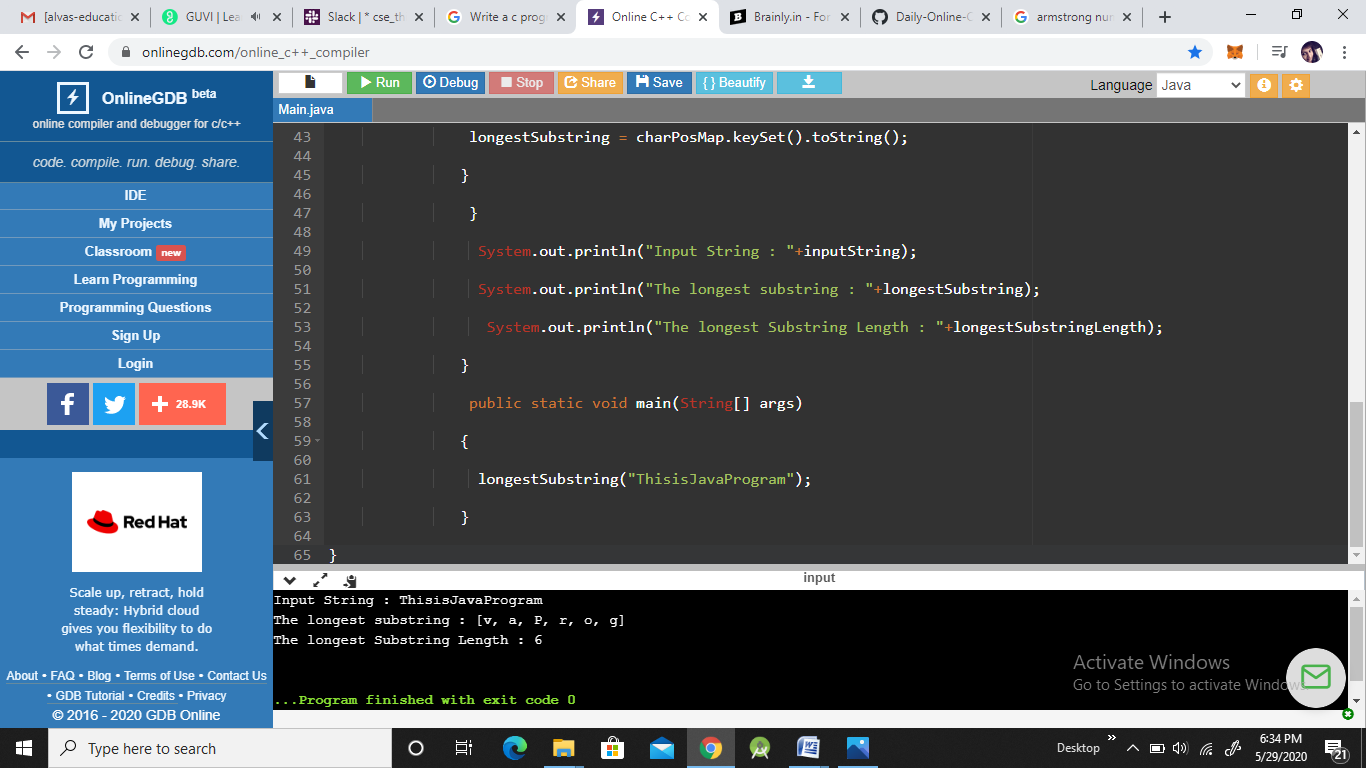 [alvas-educatic
GUVI | Lea
Slack | * cse_th
Write a c prog
Online C++ Co
Brainly.in - For
Daily-Online-C
armstrong nun
onlinegdb.com/online_c++_compiler
OnlineGDB beta
online compiler and debugger for c/c++
code. compile. run. debug. share.
IDE
My Projects
Classroom new
Learn Programming
Programming Questions
Sign Up
Login
f
28.9K
Red Hat
Scale up, retract, hold
steady: Hybrid cloud
gives you flexibility to do
what times demand.
About • FAQ • Blog • Terms of Use • Contact Us
• GDB Tutorial • Credits • Privacy
© 2016 - 2020 GDB Online
Run Debug Stop Share Save { } Beautify
Language Java
Main.java
43 longestSubstring = charPosMap.keySet().toString();
44
45 }
46
47 }
48
49 System.out.println("Input String : "+inputString);
50
51 System.out.println("The longest substring : "+longestSubstring);
52
53 System.out.println("The longest Substring Length : "+longestSubstringLength);
54
55 }
56
57 public static void main(String[] args)
58
59 {
60
61 longestSubstring("ThisisJavaProgram");
62
63 }
64
65 }
input
Input String : ThisisJavaProgram
The longest substring : [v, a, P, r, o, g]
The longest Substring Length : 6
...Program finished with exit code 0
Activate Windows
Go to Settings to activate Windows.
Type here to search
Desktop
6:34 PM
5/29/2020
21